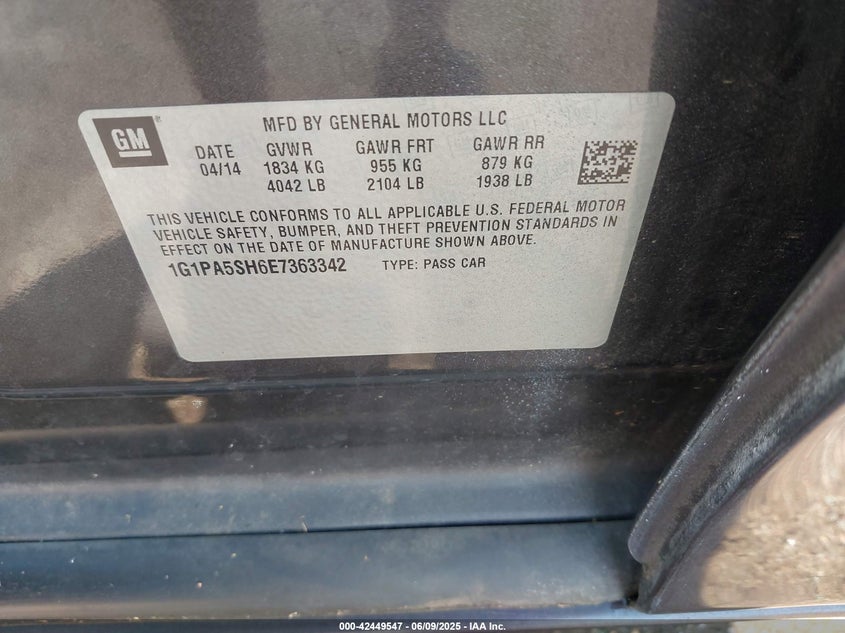 GM
MFD BY GENERAL MOTORS LLC
DATE GVWR GAWR FRT GAWR RR
04/14 1834 KG 955 KG 879 KG
4042 LB 2104 LB 1938 LB
THIS VEHICLE CONFORMS TO ALL APPLICABLE U.S. FEDERAL MOTOR
VEHICLE SAFETY, BUMPER, AND THEFT PREVENTION STANDARDS IN
EFFECT ON THE DATE OF MANUFACTURE SHOWN ABOVE.
1G1PA5SH6E7363342 TYPE: PASS CAR
000-42449547 - 06/09/2025 - IAA Inc.